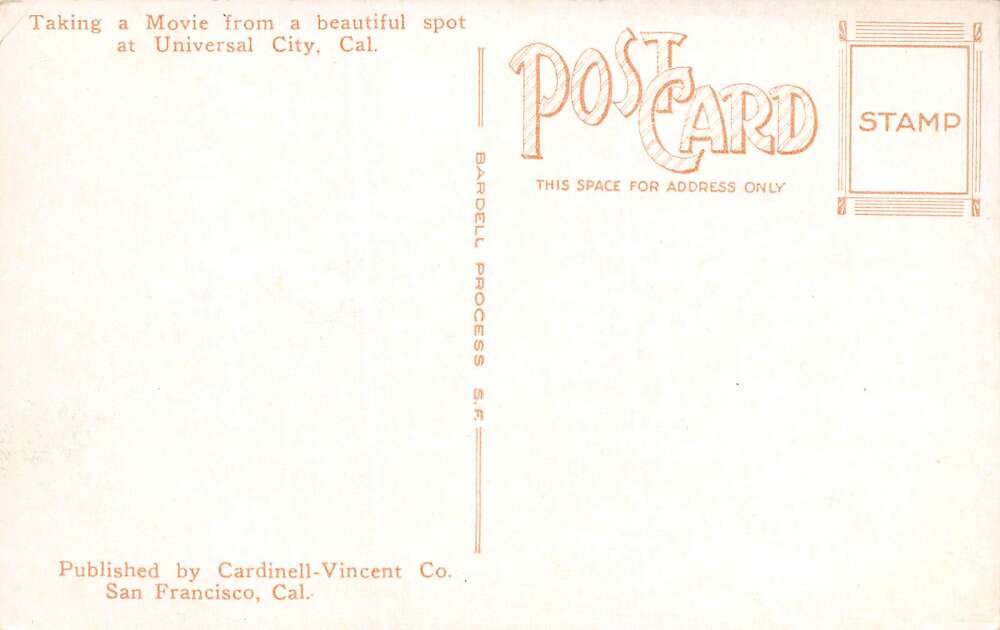 Taking a Movie from a beautiful spot
at Universal City, Cal.
POST CARD
THIS SPACE FOR ADDRESS ONLY
STAMP
BARDELL PROCESS S.F.
Published by Cardinell-Vincent Co.
San Francisco, Cal.